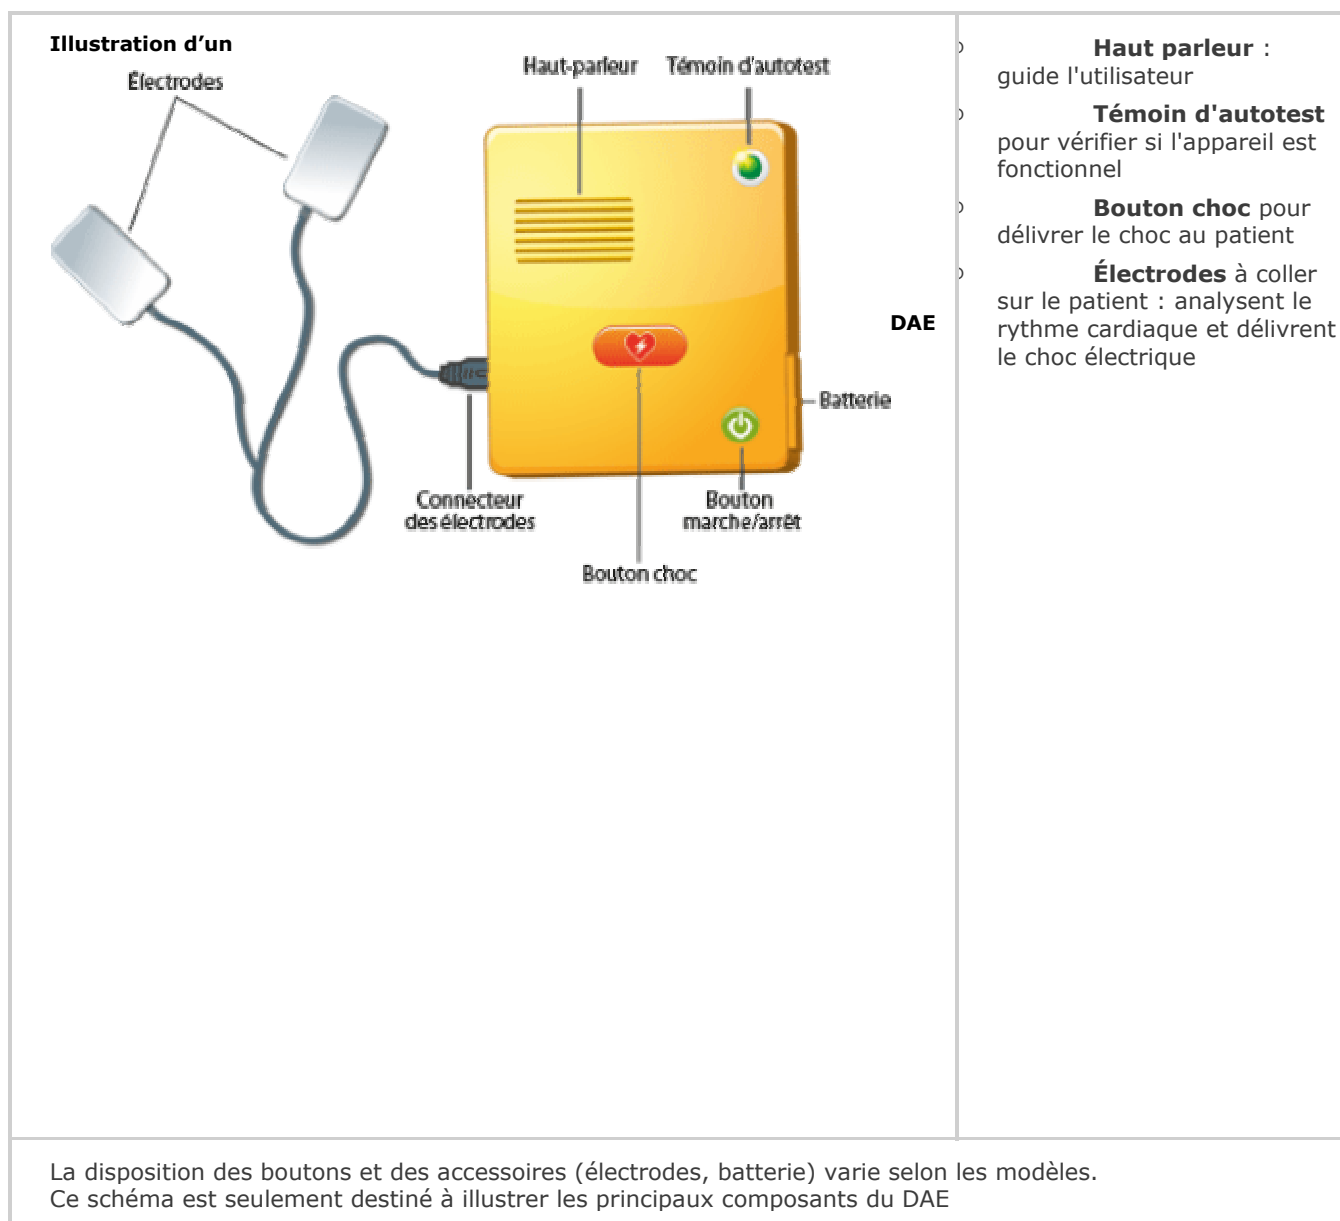 Illustration d'un
Électrodes
Haut-parleur
Témoin d'autotest
DAE
Batterie
Connecteur
des électrodes
Bouton
marche/arrêt
Bouton choc
Haut parleur :
guide l'utilisateur
Témoin d'autotest
pour vérifier si l'appareil est
fonctionnel
Bouton choc pour
délivrer le choc au patient
Électrodes à coller
sur le patient : analysent le
rythme cardiaque et délivrent
le choc électrique
La disposition des boutons et des accessoires (électrodes, batterie) varie selon les modèles.
Ce schéma est seulement destiné à illustrer les principaux composants du DAE